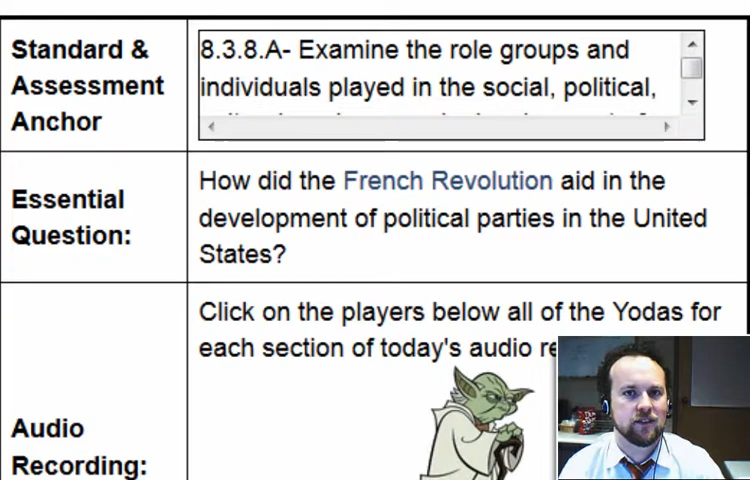 Standard &
Assessment
Anchor
8.3.8.A- Examine the role groups and
individuals played in the social, political,
Essential
Question:
How did the French Revolution aid in the
development of political parties in the United
States?
Audio
Recording:
Click on the players below all of the Yodas for
each section of today's audio